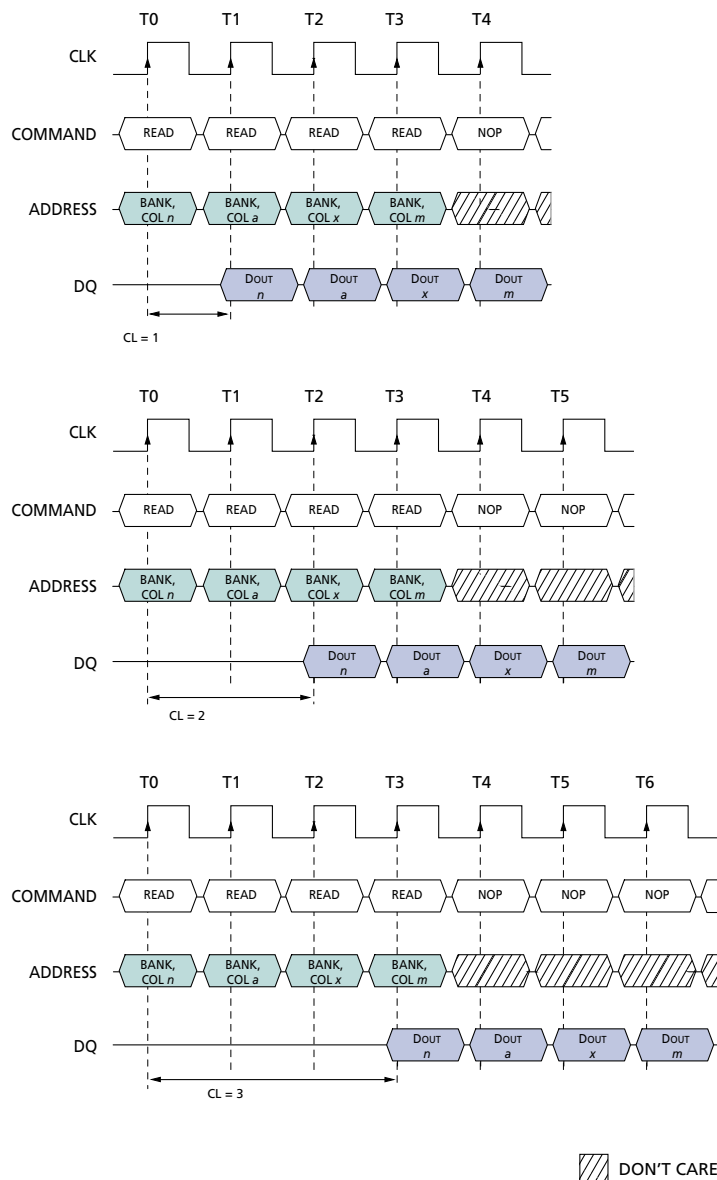 T0 T1 T2 T3 T4
CLK
COMMAND READ READ READ READ NOP
ADDRESS BANK, COL n BANK, COL a BANK, COL x BANK, COL m
DQ DOUT n DOUT a DOUT x DOUT m
CL = 1
T0 T1 T2 T3 T4 T5
CLK
COMMAND READ READ READ READ NOP NOP
ADDRESS BANK, COL n BANK, COL a BANK, COL x BANK, COL m
DQ DOUT n DOUT a DOUT x DOUT m
CL = 2
T0 T1 T2 T3 T4 T5 T6
CLK
COMMAND READ READ READ READ NOP NOP NOP
ADDRESS BANK, COL n BANK, COL a BANK, COL x BANK, COL m
DQ DOUT n DOUT a DOUT x DOUT m
CL = 3
DON'T CARE